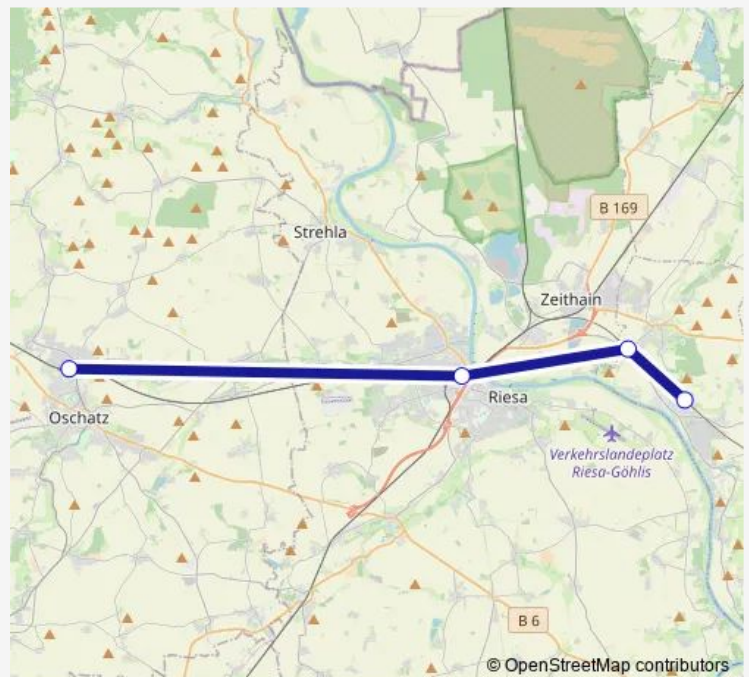 B 169
Strehla
Zeithain
Oschatz
Riesa
Verkehrslandeplatz
Riesa-Göhlis
B 6
© OpenStreetMap contributors